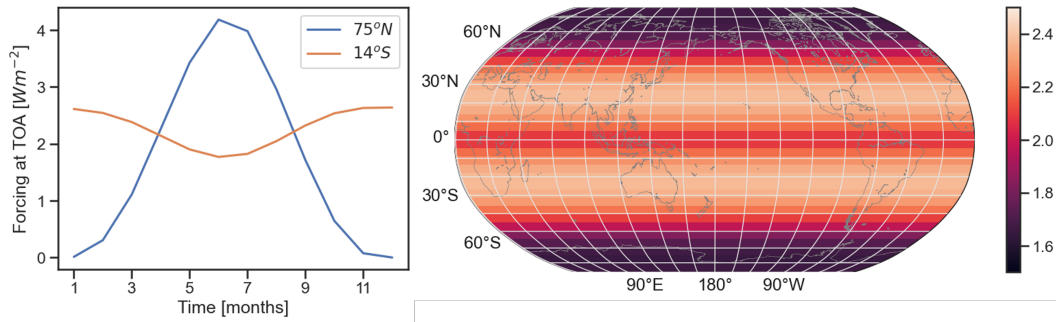 Forcing at TOA [Wm⁻²]
4
3
2
1
0
75°N
14°S
1 3 5 7 9 11
Time [months]
60°N
30°N
0°
30°S
60°S
90°E 180° 90°W
2.4
2.2
2.0
1.8
1.6